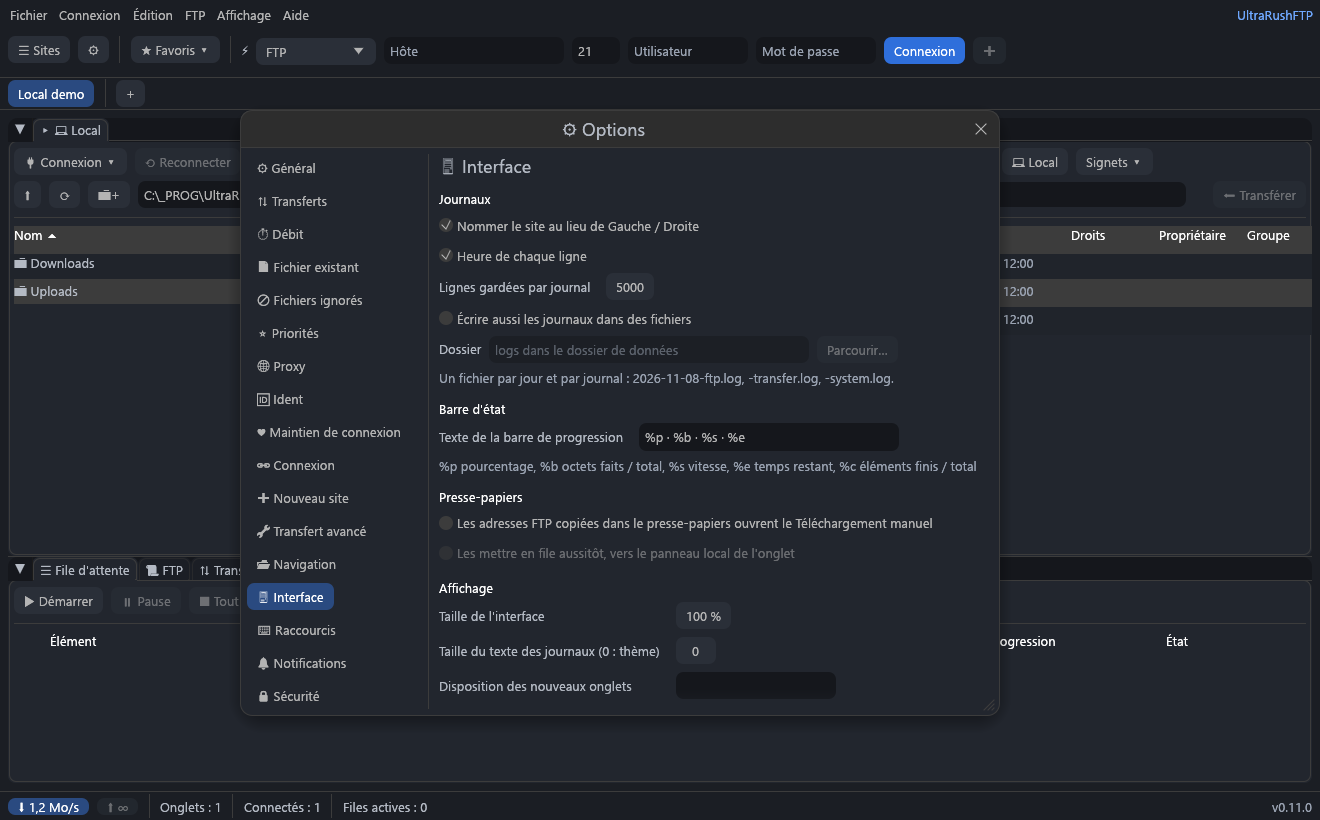 Fichier Connexion Édition FTP Affichage Aide UltraRushFTP
Sites Favoris FTP Hôte 21 Utilisateur Mot de passe Connexion +
Local demo +
Local
Options
Connexion Reconnecter Local Signets
C:\_PROG\UltraR Transférer
Nom Droits Propriétaire Groupe
Downloads 12:00
Uploads 12:00
12:00
Général
Transferts
Débit
Fichier existant
Fichiers ignorés
Priorités
Proxy
Ident
Maintien de connexion
Connexion
Nouveau site
Transfert avancé
Navigation
Interface
Raccourcis
Notifications
Sécurité
Interface
Journaux
Nommer le site au lieu de Gauche / Droite
Heure de chaque ligne
Lignes gardées par journal 5000
Écrire aussi les journaux dans des fichiers
Dossier logs dans le dossier de données Parcourir...
Un fichier par jour et par journal : 2026-11-08-ftp.log, -transfer.log, -system.log.
Barre d'état
Texte de la barre de progression %p · %b · %s · %e
%p pourcentage, %b octets faits / total, %s vitesse, %e temps restant, %c éléments finis / total
Presse-papiers
Les adresses FTP copiées dans le presse-papiers ouvrent le Téléchargement manuel
Les mettre en file aussitôt, vers le panneau local de l'onglet
Affichage
Taille de l'interface 100 %
Taille du texte des journaux (0 : thème) 0
Disposition des nouveaux onglets
File d'attente FTP Trans
Démarrer Pause Tout
Élément ogression État
1,2 Mo/s ∞ Onglets : 1 Connectés : 1 Files actives : 0 v0.11.0